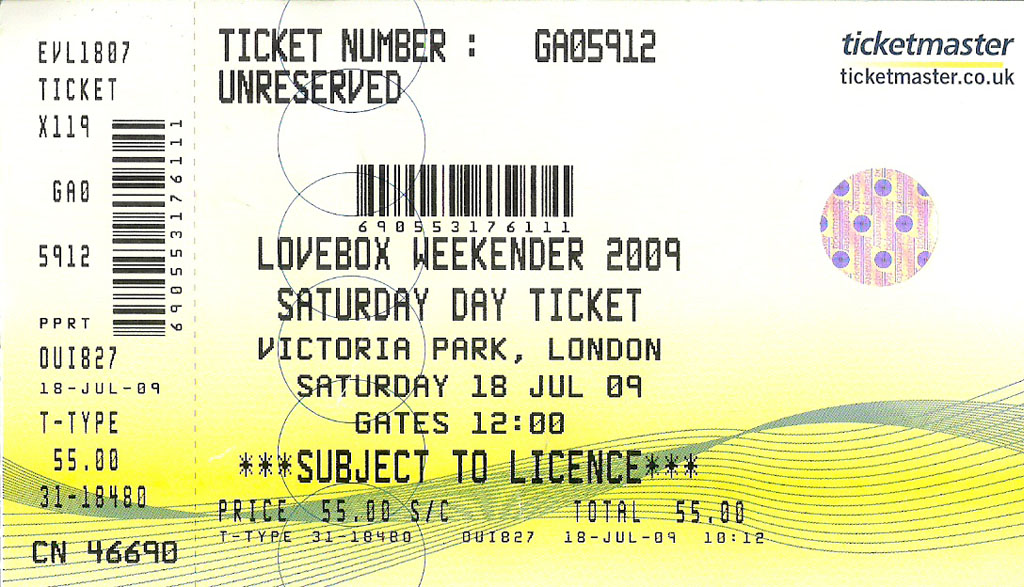 EVL1807
TICKET
X119
GA0
5912
PPRT
OUI827
18-JUL-09
T-TYPE
55.00
31-18480
CN 46690
6905531761111
TICKET NUMBER : GA05912
UNRESERVED
ticketmaster
ticketmaster.co.uk
6905531761111
LOVEBOX WEEKENDER 2009
SATURDAY DAY TICKET
VICTORIA PARK, LONDON
SATURDAY 18 JUL 09
GATES 12:00
***SUBJECT TO LICENCE***
PRICE 55.00 S/C TOTAL 55.00
T-TYPE 31-18480 OUI827 18-JUL-09 10:12